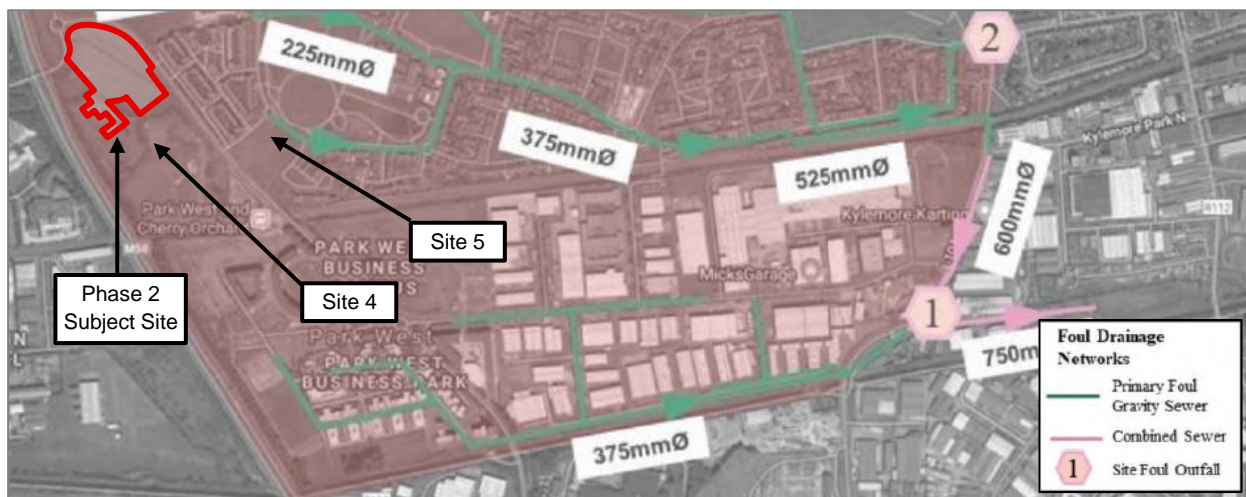 2
225mmØ
375mmØ
Kylemore Park N
525mmØ
R112
Site 5
Park West and
Cherry Orchard
Kylemore Karting
600mmØ
M50
PARK WEST
BUSINESS
Phase 2
Subject Site
Site 4
MicksGarage
1
Park West
PARK WEST
BUSINESS PARK
750m
375mmØ
Foul Drainage
Networks
Primary Foul
Gravity Sewer
Combined Sewer
1
Site Foul Outfall